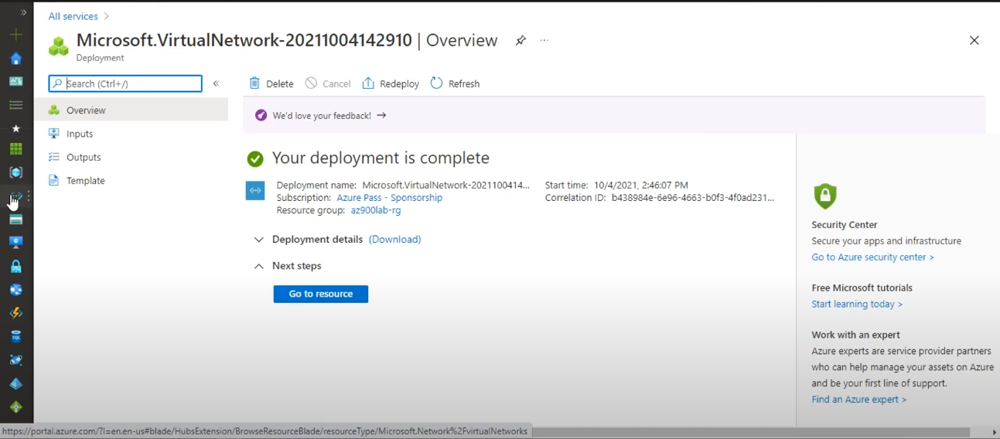 All services
Microsoft.VirtualNetwork-20211004142910 | Overview
Deployment
Search (Ctrl+/)
Delete Cancel Redeploy Refresh
Overview
Inputs
Outputs
Template
We'd love your feedback! →
Your deployment is complete
Deployment name: Microsoft.VirtualNetwork-2021100414...
Subscription: Azure Pass - Sponsorship
Resource group: az900lab-rg
Start time: 10/4/2021, 2:46:07 PM
Correlation ID: b438984e-6e96-4663-b0f3-4f0ad231...
Deployment details (Download)
Next steps
Go to resource
Security Center
Secure your apps and infrastructure
Go to Azure security center >
Free Microsoft tutorials
Start learning today >
Work with an expert
Azure experts are service provider partners
who can help manage your assets on Azure
and be your first line of support.
Find an Azure expert >
SQL
https://portal.azure.com/?l=en.en-us#blade/HubsExtension/BrowseResourceBlade/resourceType/Microsoft.Network%2FvirtualNetworks